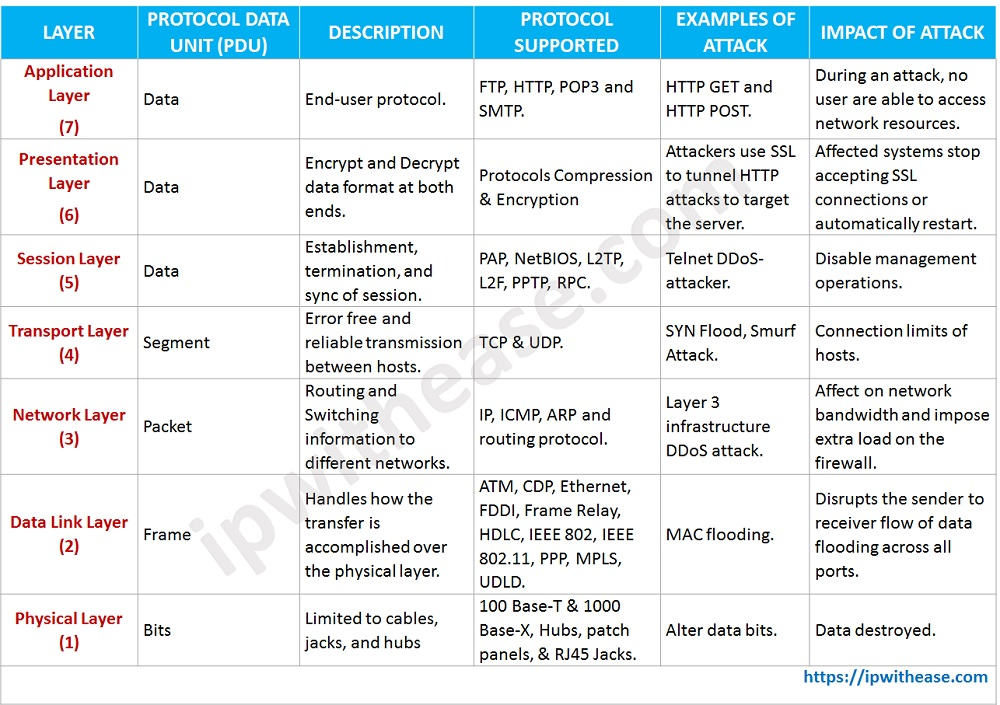 LAYER
PROTOCOL DATA
UNIT (PDU)
DESCRIPTION
PROTOCOL
SUPPORTED
EXAMPLES OF
ATTACK
IMPACT OF ATTACK
Application
Layer
(7)
Data
End-user protocol.
FTP, HTTP, POP3 and
SMTP.
HTTP GET and
HTTP POST.
During an attack, no
user are able to access
network resources.
Presentation
Layer
(6)
Data
Encrypt and Decrypt
data format at both
ends.
Protocols Compression
& Encryption
Attackers use SSL
to tunnel HTTP
attacks to target
the server.
Affected systems stop
accepting SSL
connections or
automatically restart.
Session Layer
(5)
Data
Establishment,
termination, and
sync of session.
PAP, NetBIOS, L2TP,
L2F, PPTP, RPC.
Telnet DDoS-
attacker.
Disable management
operations.
Transport Layer
(4)
Segment
Error free and
reliable transmission
between hosts.
TCP & UDP.
SYN Flood, Smurf
Attack.
Connection limits of
hosts.
Network Layer
(3)
Packet
Routing and
Switching
information to
different networks.
IP, ICMP, ARP and
routing protocol.
Layer 3
infrastructure
DDoS attack.
Affect on network
bandwidth and impose
extra load on the
firewall.
Data Link Layer
(2)
Frame
Handles how the
transfer is
accomplished over
the physical layer.
ATM, CDP, Ethernet,
FDDI, Frame Relay,
HDLC, IEEE 802, IEEE
802.11, PPP, MPLS,
UDLD.
MAC flooding.
Disrupts the sender to
receiver flow of data
flooding across all
ports.
Physical Layer
(1)
Bits
Limited to cables,
jacks, and hubs
100 Base-T & 1000
Base-X, Hubs, patch
panels, & RJ45 Jacks.
Alter data bits.
Data destroyed.
https://ipwithease.com
ipwithease.com